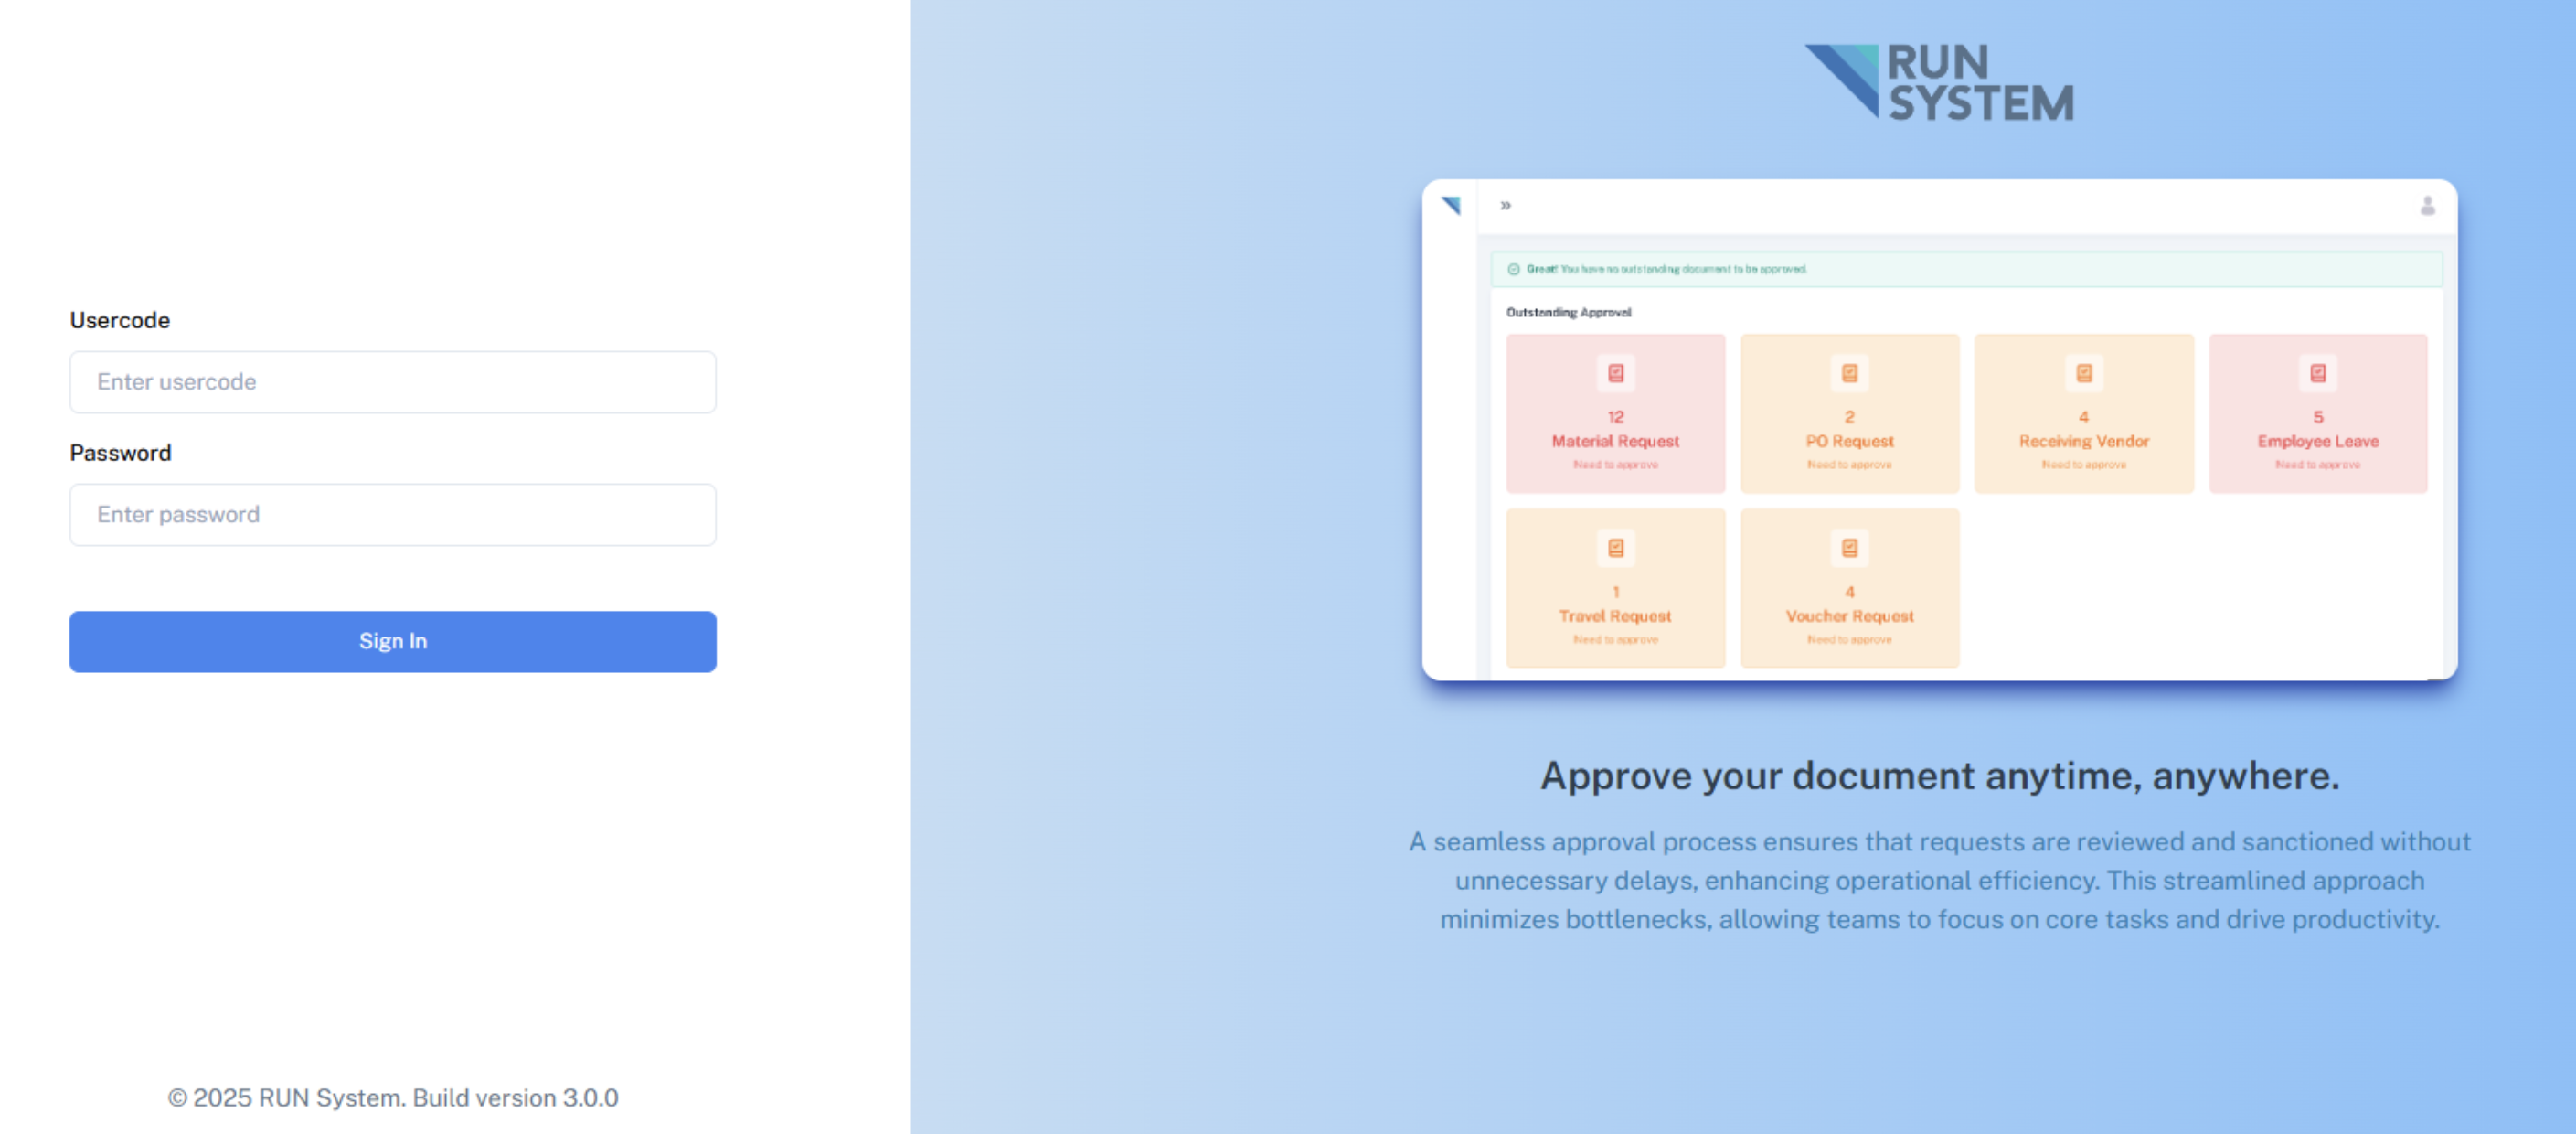 Usercode
Enter usercode
Password
Enter password
Sign In
© 2025 RUN System. Build version 3.0.0
RUN
SYSTEM
»
Great! You have no outstanding document to be approved.
Outstanding Approval
12
Material Request
Need to approve
2
PO Request
Need to approve
4
Receiving Vendor
Need to approve
5
Employee Leave
Need to approve
1
Travel Request
Need to approve
4
Voucher Request
Need to approve
Approve your document anytime, anywhere.
A seamless approval process ensures that requests are reviewed and sanctioned without
unnecessary delays, enhancing operational efficiency. This streamlined approach
minimizes bottlenecks, allowing teams to focus on core tasks and drive productivity.